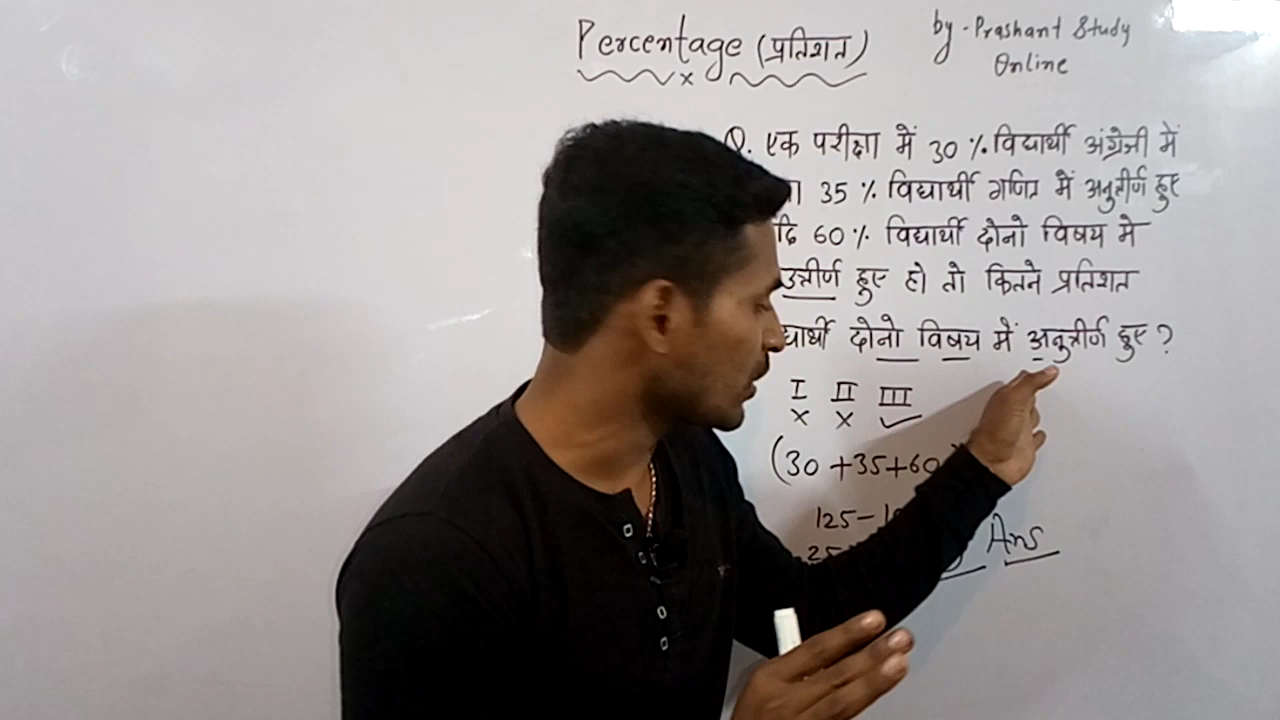 Percentage (प्रतिशत)
by - Prashant Study
Online
Q. एक परीक्षा में 30 % विद्यार्थी अंग्रेजी में
35 % विद्यार्थी गणित में अनुत्तीर्ण हुए
60 % विद्यार्थी दोनो विषय मे
उत्तीर्ण हुए हो तो कितने प्रतिशत
दोनो विषय में अनुत्तीर्ण हुए ?
I II III
× × ✓
(30 + 35 + 60
125 -
25
Ans